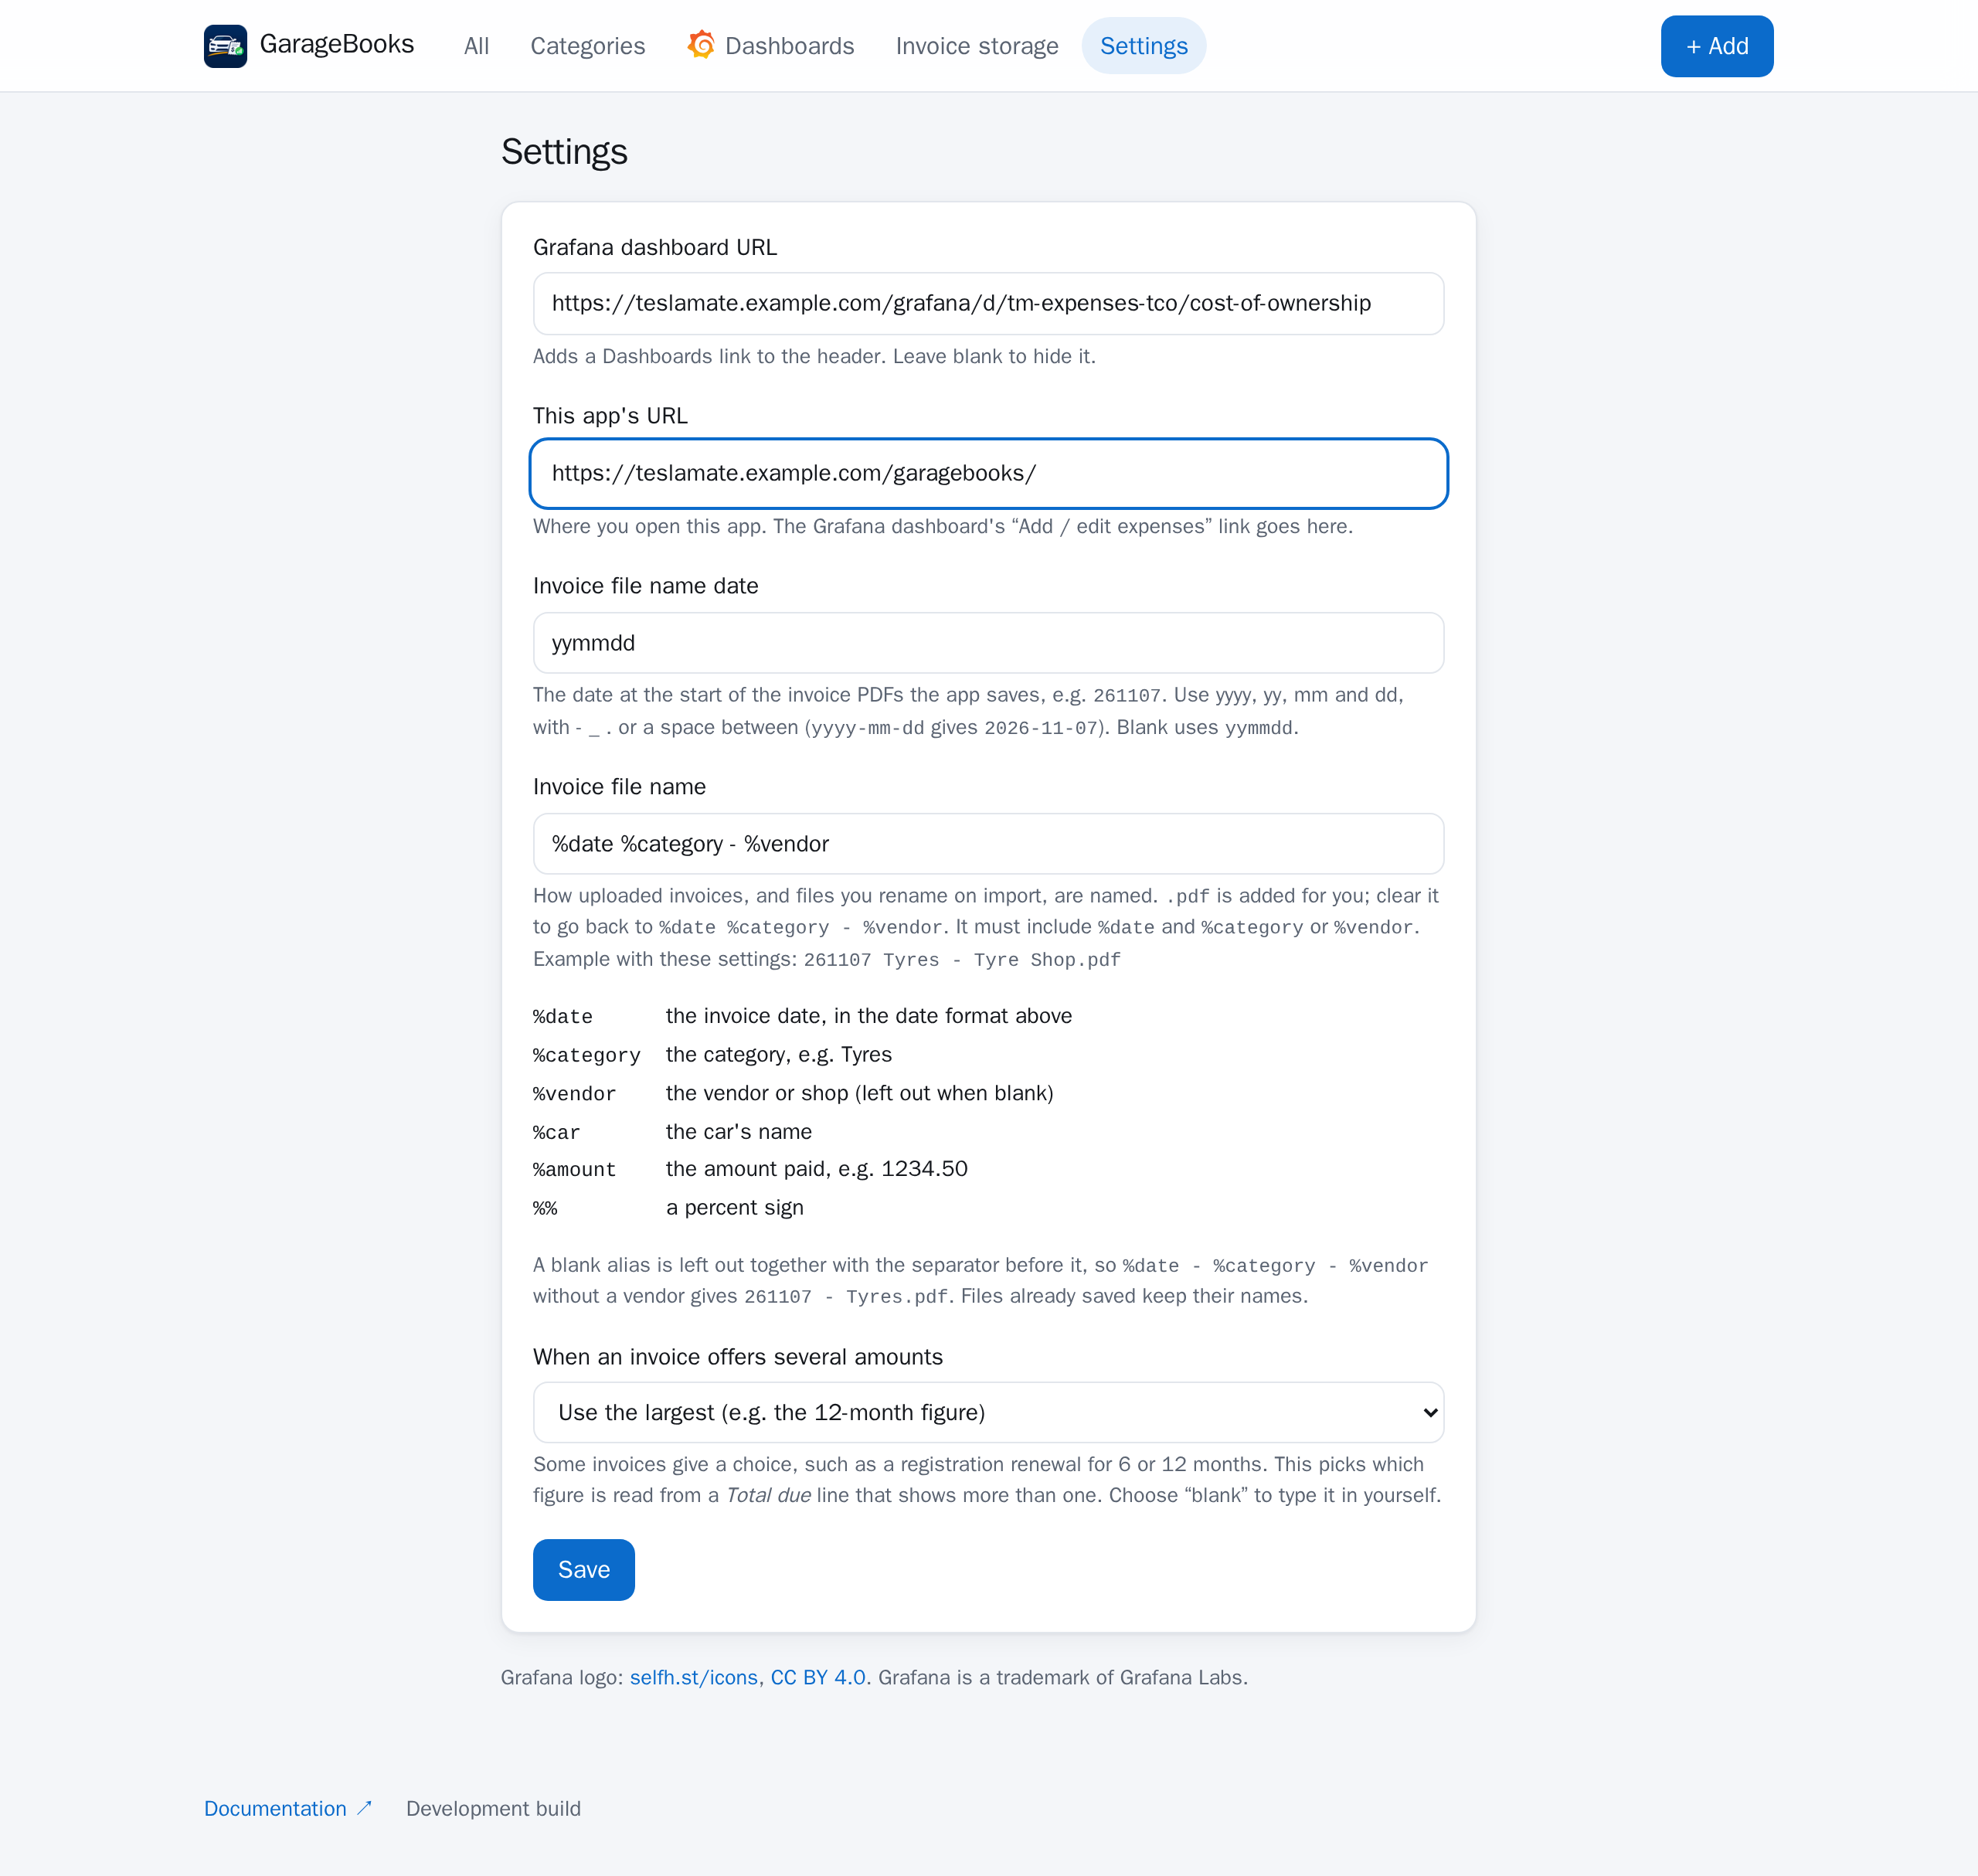 GarageBooks All Categories Dashboards Invoice storage Settings + Add
Settings
Grafana dashboard URL
https://teslamate.example.com/grafana/d/tm-expenses-tco/cost-of-ownership
Adds a Dashboards link to the header. Leave blank to hide it.
This app's URL
https://teslamate.example.com/garagebooks/
Where you open this app. The Grafana dashboard's “Add / edit expenses” link goes here.
Invoice file name date
yymmdd
The date at the start of the invoice PDFs the app saves, e.g. 261107. Use yyyy, yy, mm and dd,
with - _ . or a space between (yyyy-mm-dd gives 2026-11-07). Blank uses yymmdd.
Invoice file name
%date %category - %vendor
How uploaded invoices, and files you rename on import, are named. .pdf is added for you; clear it
to go back to %date %category - %vendor. It must include %date and %category or %vendor.
Example with these settings: 261107 Tyres - Tyre Shop.pdf
%date the invoice date, in the date format above
%category the category, e.g. Tyres
%vendor the vendor or shop (left out when blank)
%car the car's name
%amount the amount paid, e.g. 1234.50
%% a percent sign
A blank alias is left out together with the separator before it, so %date - %category - %vendor
without a vendor gives 261107 - Tyres.pdf. Files already saved keep their names.
When an invoice offers several amounts
Use the largest (e.g. the 12-month figure)
Some invoices give a choice, such as a registration renewal for 6 or 12 months. This picks which
figure is read from a Total due line that shows more than one. Choose “blank” to type it in yourself.
Save
Grafana logo: selfh.st/icons, CC BY 4.0. Grafana is a trademark of Grafana Labs.
Documentation ↗ Development build